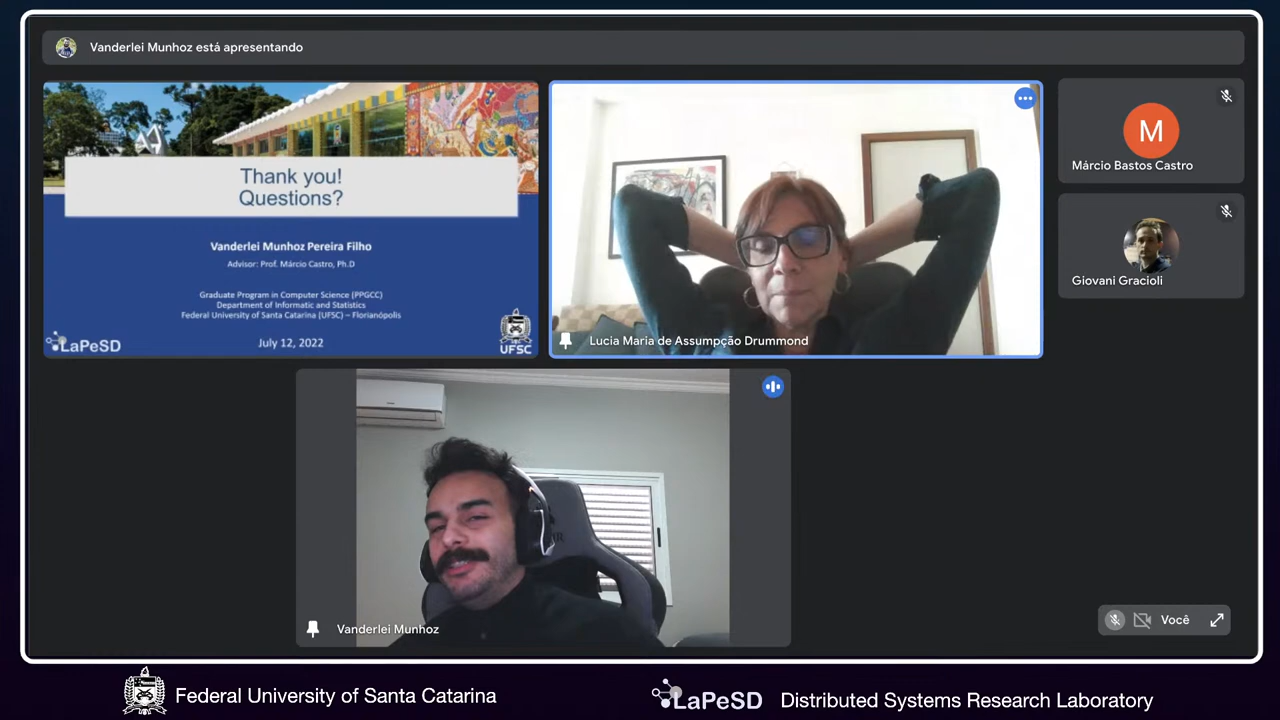 Vanderlei Munhoz está apresentando
Thank you!
Questions?
Vanderlei Munhoz Pereira Filho
Advisor: Prof. Márcio Castro, Ph.D
Graduate Program in Computer Science (PPGCC)
Department of Informatic and Statistics
Federal University of Santa Catarina (UFSC) – Florianópolis
July 12, 2022
LaPeSD
UFSC
Lucia Maria de Assumpção Drummond
M
Márcio Bastos Castro
Giovani Gracioli
Vanderlei Munhoz
Você
Federal University of Santa Catarina
LaPeSD
Distributed Systems Research Laboratory